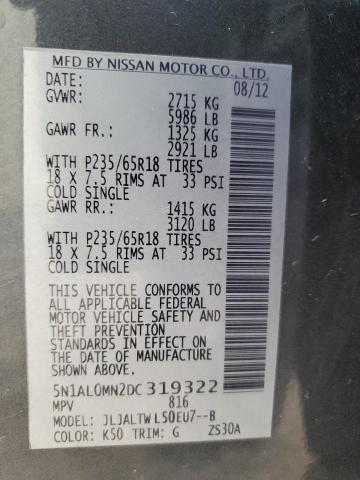 MFD BY NISSAN MOTOR CO., LTD.
DATE: 08/12
GVWR: 2715 KG
5986 LB
GAWR FR.: 1325 KG
2921 LB
WITH P235/65R18 TIRES
18 X 7.5 RIMS AT 33 PSI
COLD SINGLE
GAWR RR.: 1415 KG
3120 LB
WITH P235/65R18 TIRES
18 X 7.5 RIMS AT 33 PSI
COLD SINGLE
THIS VEHICLE CONFORMS TO
ALL APPLICABLE FEDERAL
MOTOR VEHICLE SAFETY AND
THEFT PREVENTION
STANDARDS IN EFFECT ON
THE DATE OF MANUFACTURE
SHOWN ABOVE.
5N1AL0MN2DC 319322
MPV 816
MODEL: JLJALTW L50EU7--B
COLOR: K50 TRIM: G ZS30A